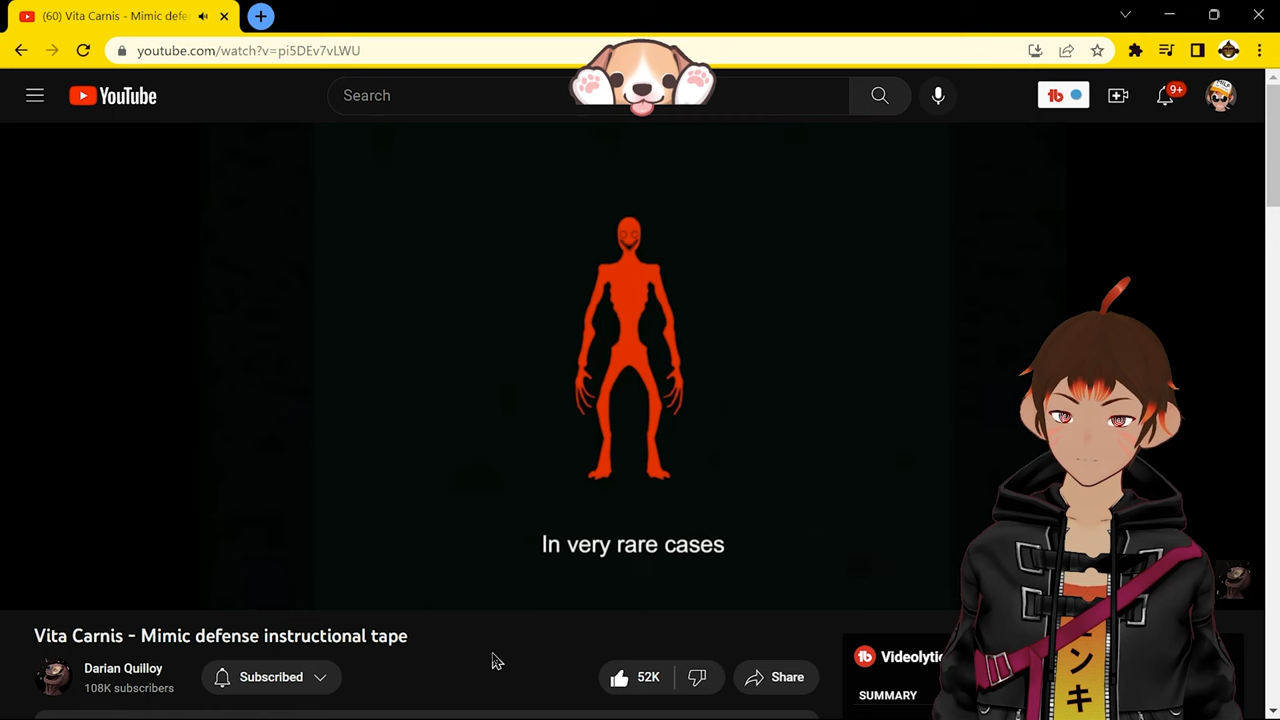 (60) Vita Carnis - Mimic defe
youtube.com/watch?v=pi5DEv7vLWU
YouTube
Search
9+
In very rare cases
Vita Carnis - Mimic defense instructional tape
Darian Quilloy
108K subscribers
Subscribed
52K
Share
Videolytic
SUMMARY
ンキ